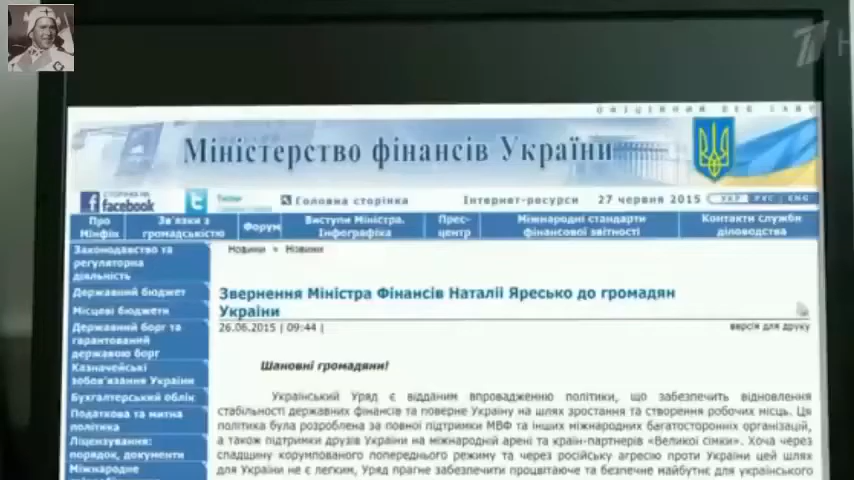 ОФІЦІЙНИЙ ВЕБ САЙТ
Міністерство фінансів України
СТОРІНКА НА
facebook
Головна сторінка
Інтернет-ресурси
27 червня 2015
УКР | РУС | ENG
Про Мінфін
Зв'язки з громадськістю
Форум
Виступи Міністра. Інфографіка
Прес-центр
Міжнародні стандарти фінансової звітності
Контакти служби діловодства
Законодавство та
регуляторна
діяльність
Державний бюджет
Місцеві бюджети
Державний борг та
гарантований
державою борг
Казначейські
зобов'язання України
Бухгалтерський облік
Податкова та митна
політика
Ліцензування:
порядок, документи
Міжнародне
Новини » Новини
Звернення Міністра Фінансів Наталії Яресько до громадян
України
26.06.2015 | 09:44 |
версія для друку
Шановні громадяни!
Український Уряд є відданим впровадженню політики, що забезпечить відновлення
стабільності державних фінансів та поверне Україну на шлях зростання та створення робочих місць. Ця
політика була розроблена за повної підтримки МВФ та інших міжнародних багатосторонніх організацій,
а також підтримки друзів України на міжнародній арені та країн-партнерів «Великої сімки». Хоча через
спадщину корумпованого попереднього режиму та через російську агресію проти України цей шлях
для України не є легким, Уряд прагне забезпечити процвітаюче та безпечне майбутнє для українського